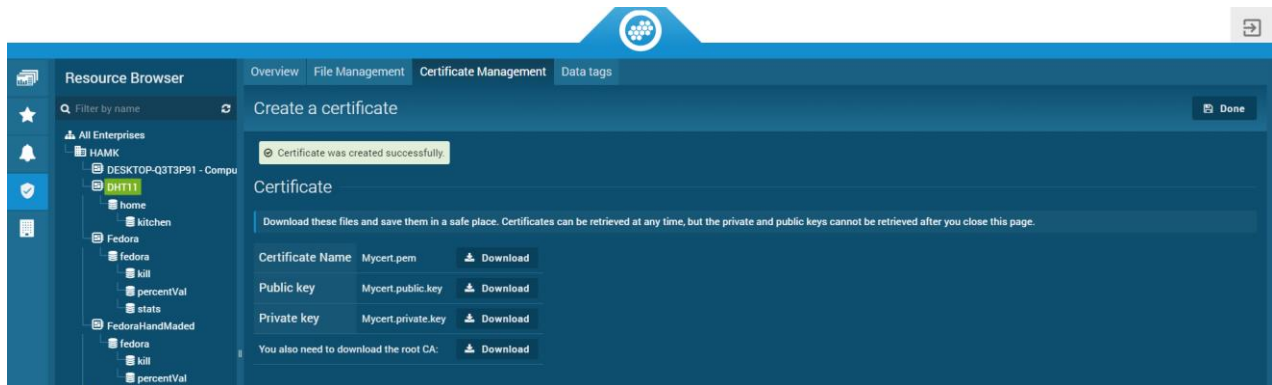 Resource Browser
Filter by name
All Enterprises
HAMK
DESKTOP-Q3T3P91 - Compu
DHT11
home
kitchen
Fedora
fedora
kill
percentVal
stats
FedoraHandMaded
fedora
kill
percentVal
Overview File Management Certificate Management Data tags
Create a certificate
Done
Certificate was created successfully.
Certificate
Download these files and save them in a safe place. Certificates can be retrieved at any time, but the private and public keys cannot be retrieved after you close this page.
Certificate Name Mycert.pem Download
Public key Mycert.public.key Download
Private key Mycert.private.key Download
You also need to download the root CA: Download